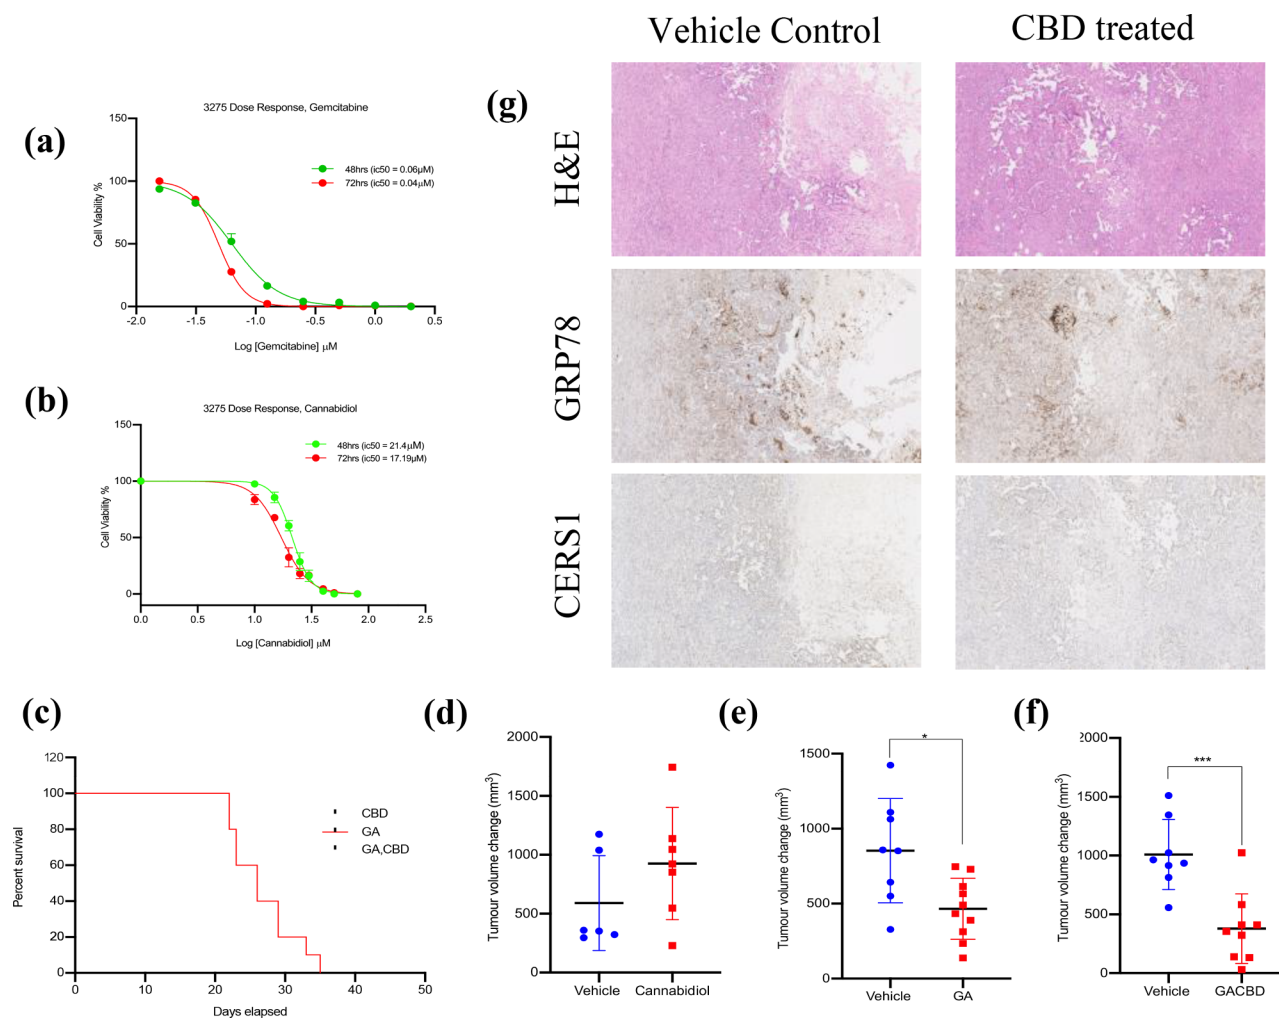 Vehicle Control
CBD treated
(a)
3275 Dose Response, Gemcitabine
150
100
50
0
Cell Viability %
48hrs (ic50 = 0.06µM)
72hrs (ic50 = 0.04µM)
-2.0
-1.5
-1.0
-0.5
0.0
0.5
Log [Gemcitabine] µM
(b)
3275 Dose Response, Cannabidiol
150
100
50
0
Cell Viability %
48hrs (ic50 = 21.4µM)
72hrs (ic50 = 17.19µM)
0.0
0.5
1.0
1.5
2.0
2.5
Log [Cannabidiol] µM
(g)
H&E
GRP78
CERS1
(c)
120
100
80
60
40
20
0
Percent survival
CBD
GA
GA,CBD
0
10
20
30
40
50
Days elapsed
(d)
2000
1500
1000
500
0
Tumour volume change (mm³)
Vehicle
Cannabidiol
(e)
1500
1000
500
0
Tumour volume change (mm³)
*
Vehicle
GA
(f)
2000
1500
1000
500
0
Tumour volume change (mm³)
***
Vehicle
GACBD